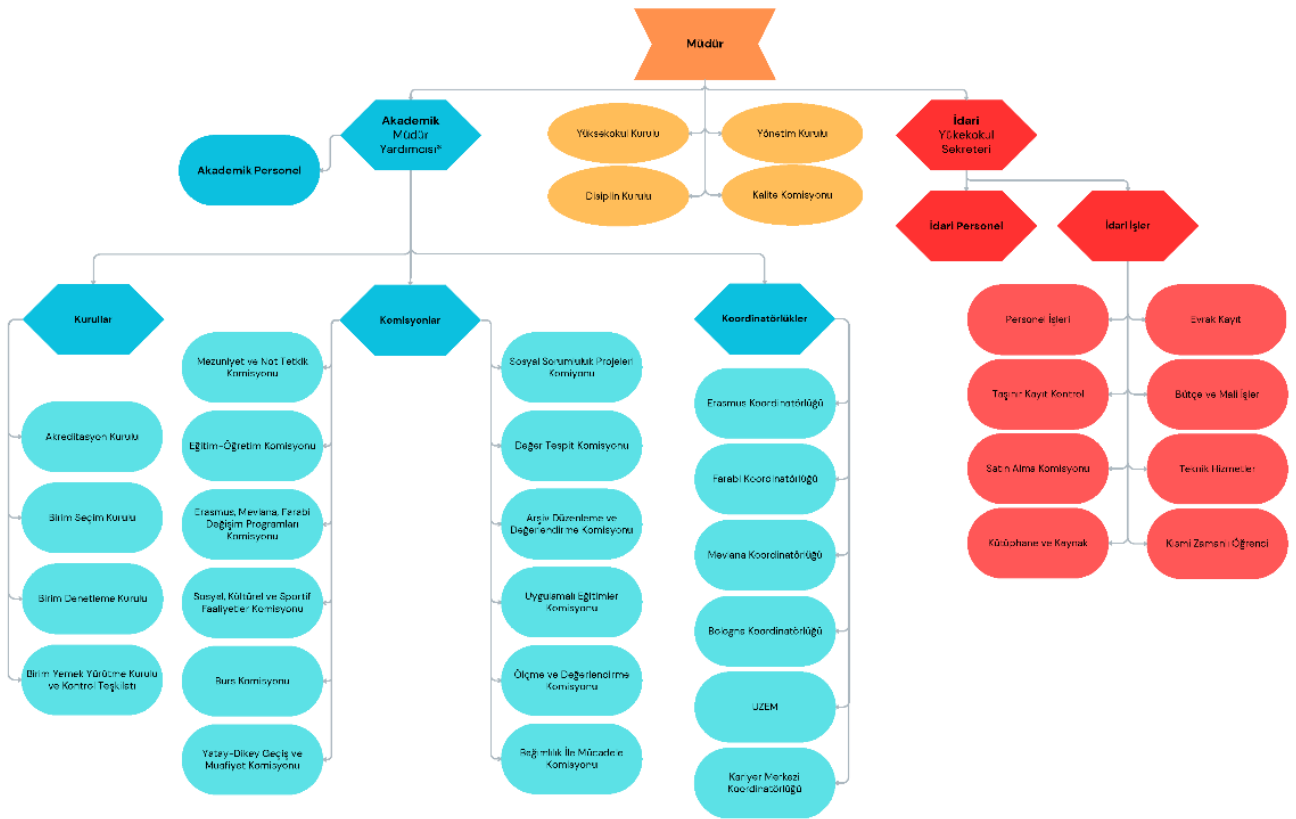 Müdür
Akademik
Müdür
Yardımcısı*
Akademik Personel
Yüksekokul Kurulu
Yönetim Kurulu
Disiplin Kurulu
Kalite Komisyonu
İdari
Yükekokul
Sekreteri
İdari Personel
İdari İşler
Kurullar
Akreditasyon Kurulu
Birim Seçim Kurulu
Birim Denetleme Kurulu
Birim Yemek Yürütme Kurulu
ve Kontrol Teşkilatı
Komisyonlar
Mezuniyet ve Not Tetkik
Komisyonu
Eğitim-Öğretim Komisyonu
Erasmus, Mevlana, Farabi
Değişim Programları
Komisyonu
Sosyal, Kültürel ve Sportif
Faaliyetler Komisyonu
Burs Komisyonu
Yatay-Dikey Geçiş ve
Muafiyet Komisyonu
Sosyal Sorumluluk Projeleri
Komiyonu
Değer Tespit Komisyonu
Arşiv Düzenleme ve
Değerlendirme Komisyonu
Uygulamalı Eğitimler
Komisyonu
Ölçme ve Değerlendirme
Komisyonu
Bağımlılık İle Mücadele
Komisyonu
Koordinatörlükler
Erasmus Koordinatörlüğü
Farabi Koordinatörlüğü
Mevlana Koordinatörlüğü
Bologna Koordinatörlüğü
UZEM
Kariyer Merkezi
Koordinatörlüğü
Personel İşleri
Evrak Kayıt
Taşınır Kayıt Kontrol
Bütçe ve Mali İşler
Satın Alma Komisyonu
Teknik Hizmetler
Kütüphane ve Kaynak
Kısmi Zamanlı Öğrenci